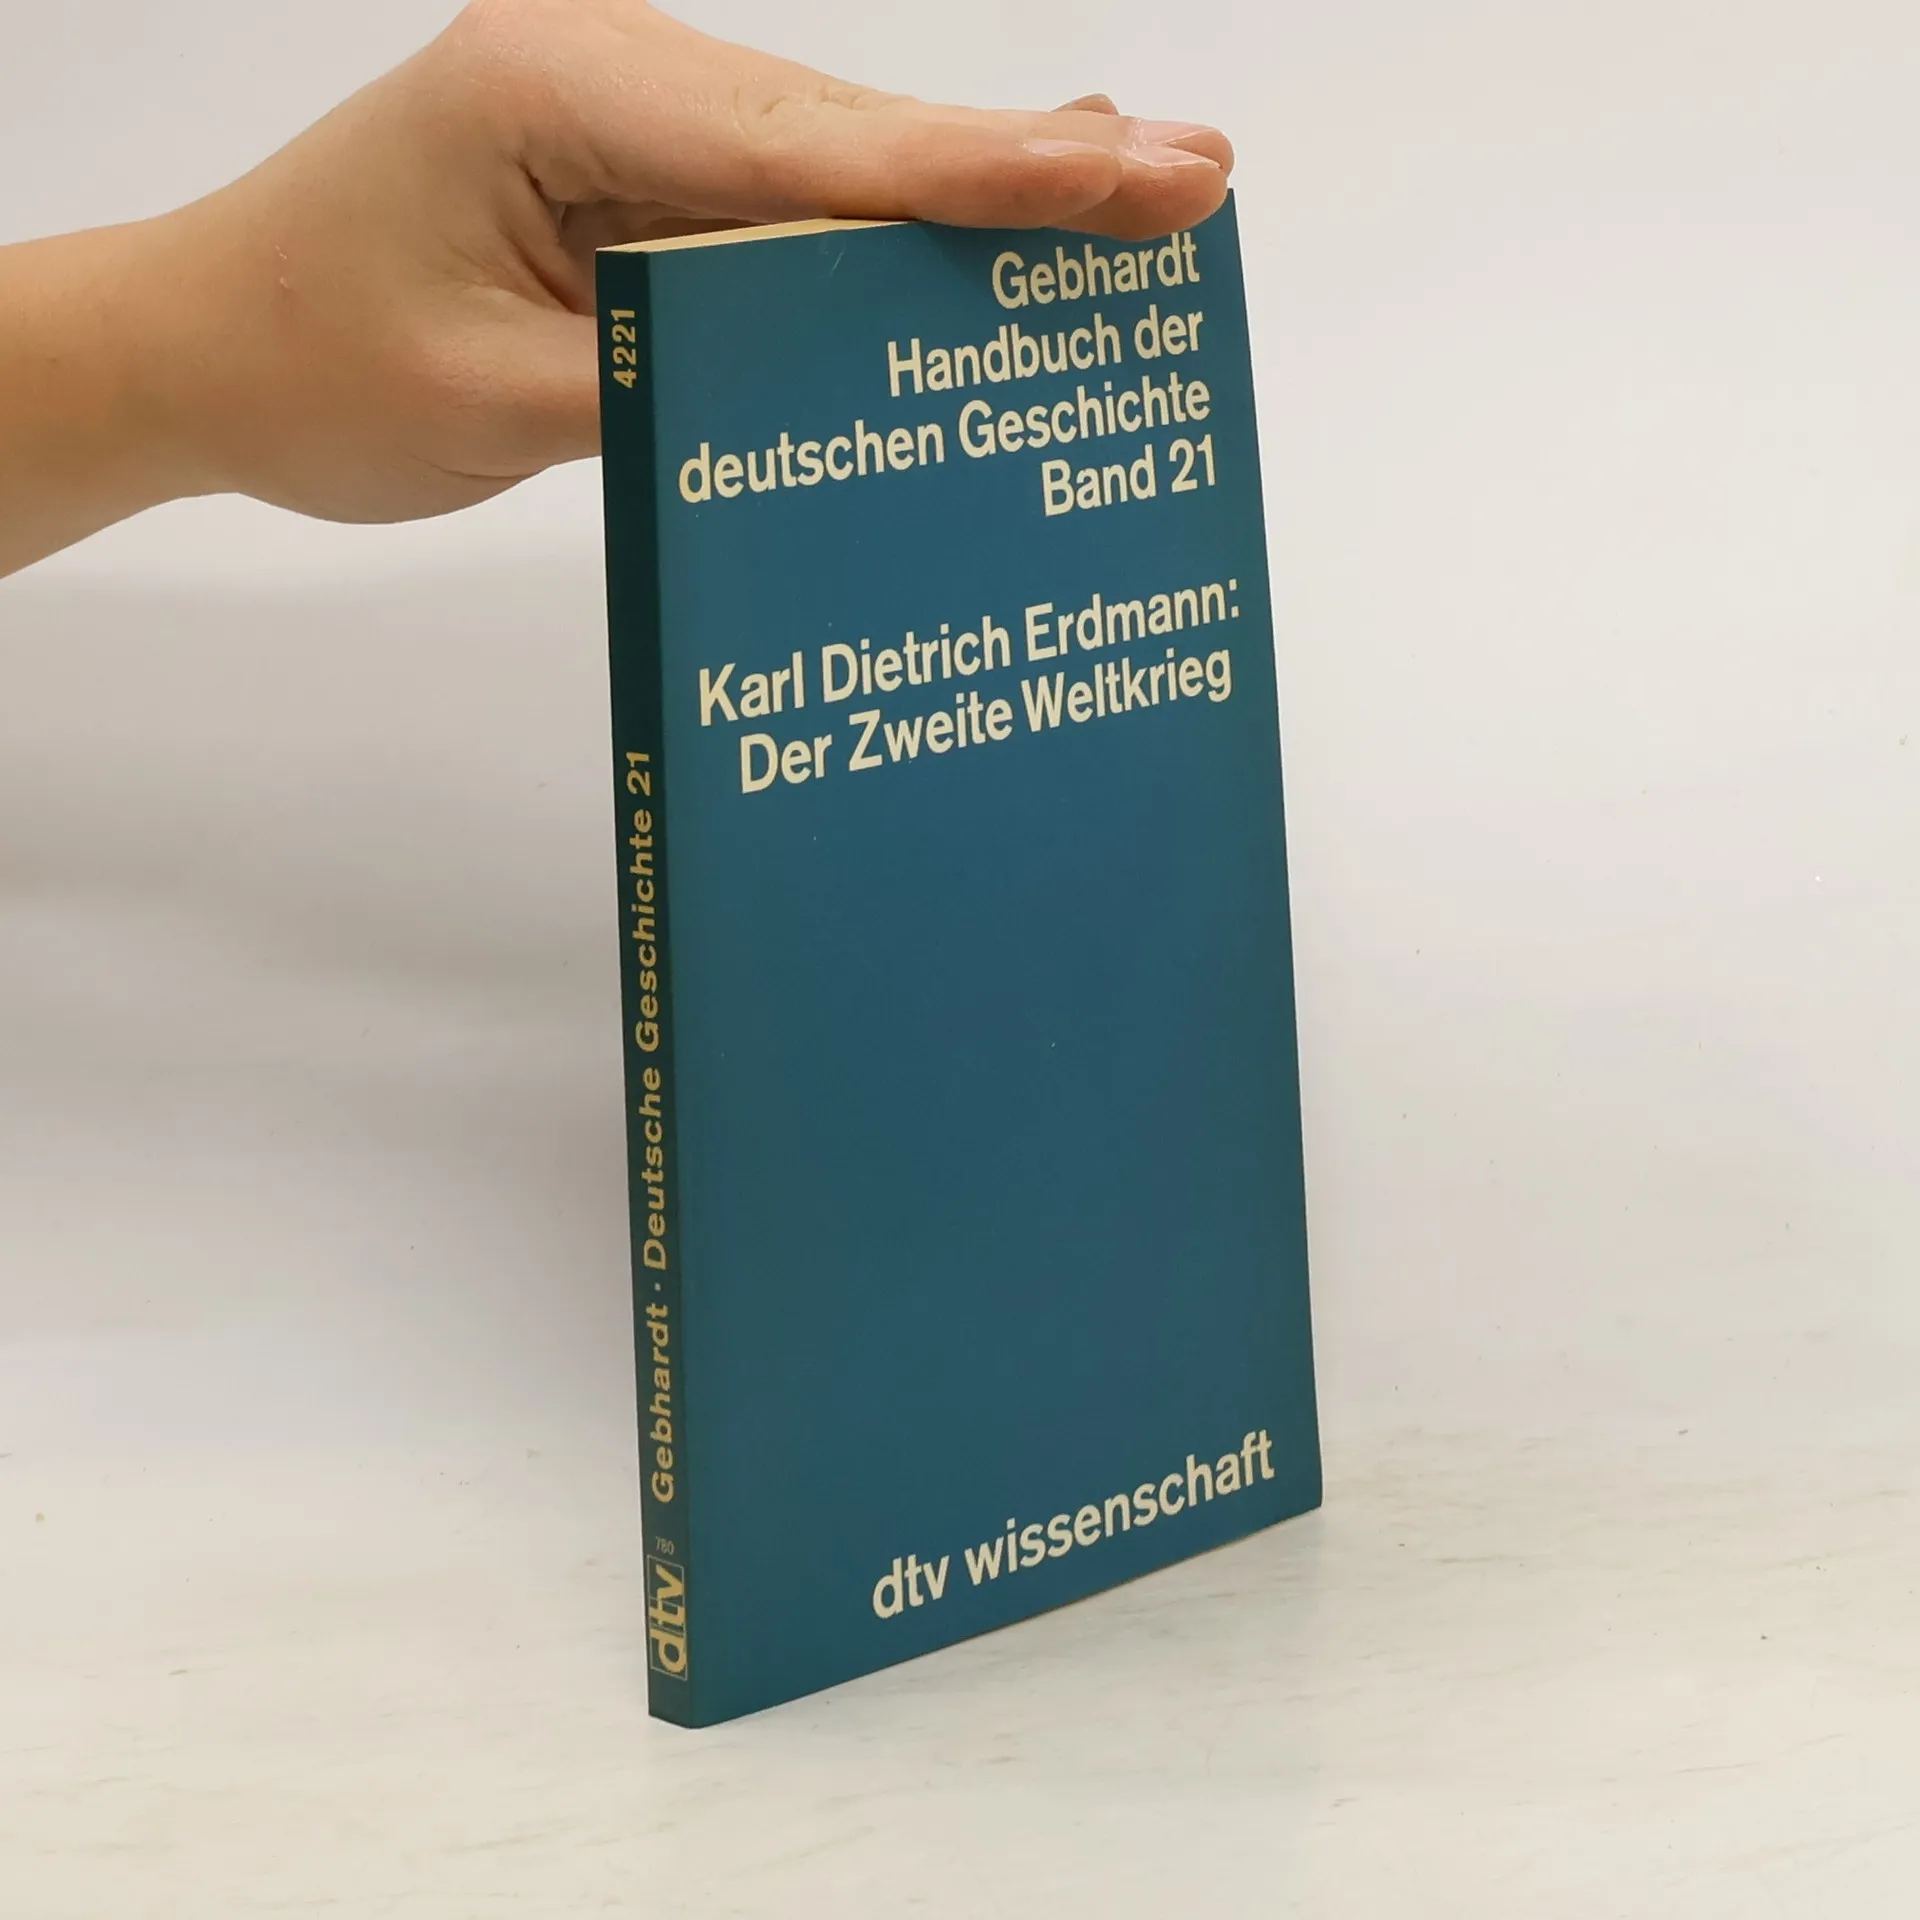 Gebhardt
Handbuch der
deutschen Geschichte
Band 21
Karl Dietrich Erdmann:
Der Zweite Weltkrieg
dtv wissenschaft
4221
Gebhardt · Deutsche Geschichte 21
780
dtv